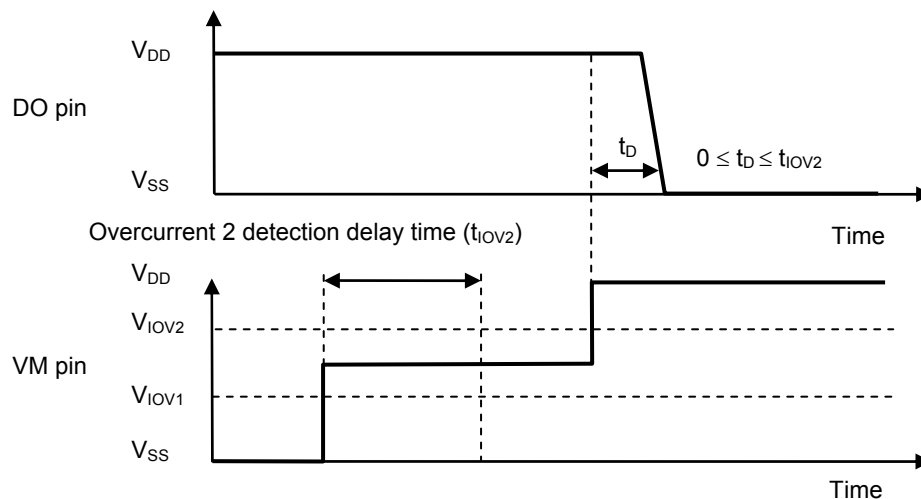 V_DD
DO pin
t_D
0 ≤ t_D ≤ t_IOV2
V_SS
Overcurrent 2 detection delay time (t_IOV2)
Time
V_DD
V_IOV2
VM pin
V_IOV1
V_SS
Time